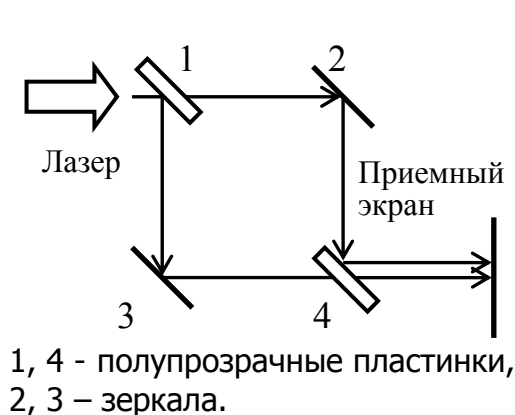 1
2
Лазер
Приемный
экран
3
4
1, 4 - полупрозрачные пластинки,
2, 3 – зеркала.